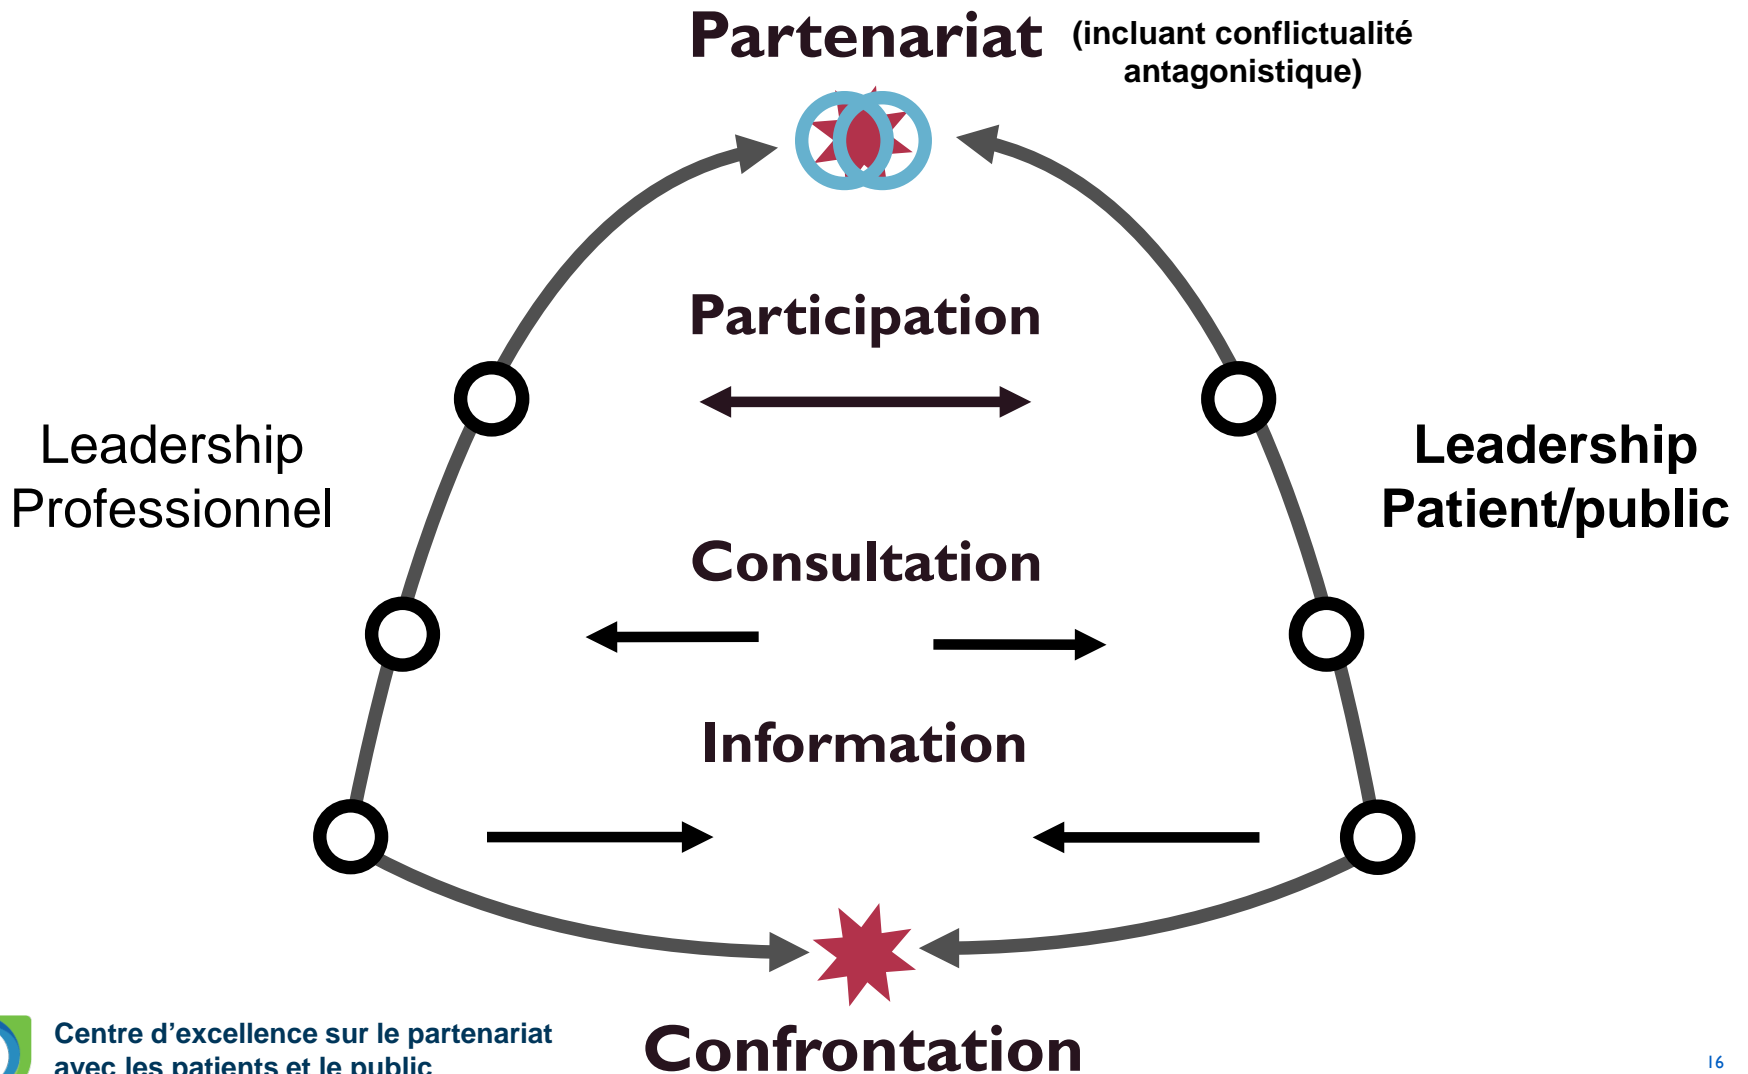 Partenariat
(incluant conflictualité
antagonistique)
Participation
Leadership
Professionnel
Leadership
Patient/public
Consultation
Information
Confrontation
Centre d'excellence sur le partenariat
avec les patients et le public
16